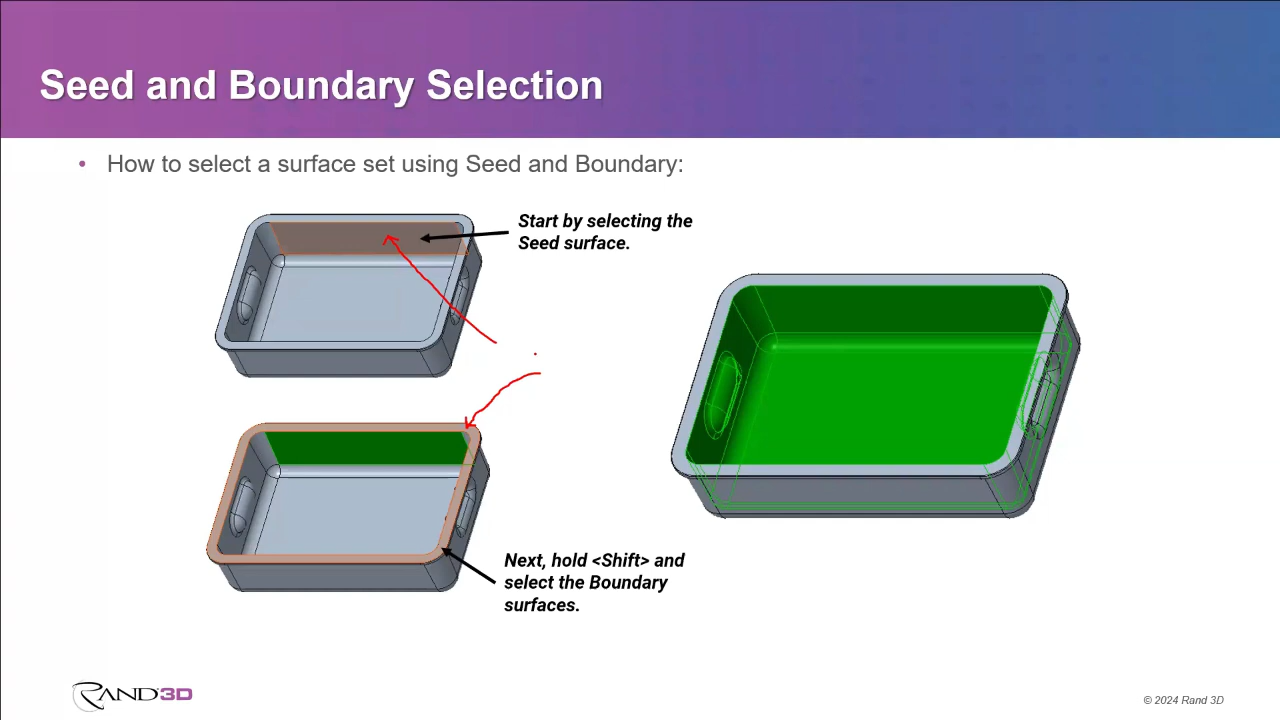 Seed and Boundary Selection
• How to select a surface set using Seed and Boundary:
Start by selecting the
Seed surface.
Next, hold <Shift> and
select the Boundary
surfaces.
RAND3D
© 2024 Rand 3D